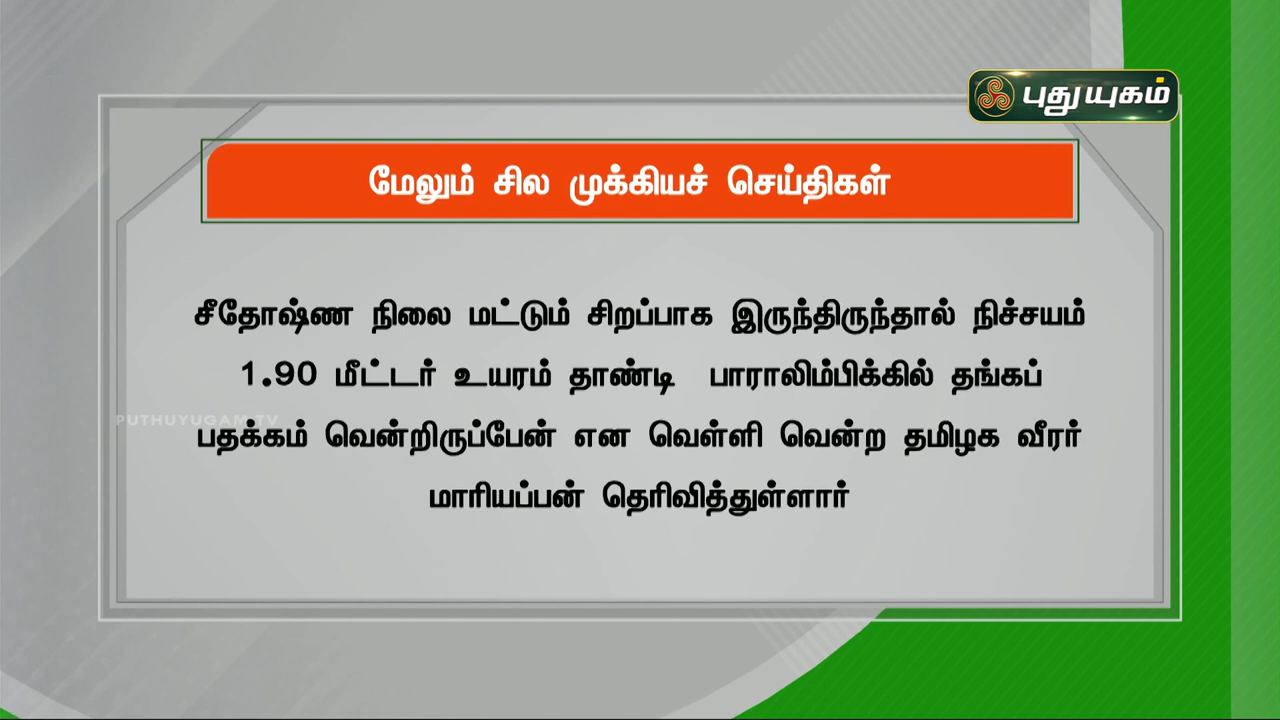 புதுயுகம்
மேலும் சில முக்கியச் செய்திகள்
சீதோஷ்ண நிலை மட்டும் சிறப்பாக இருந்திருந்தால் நிச்சயம்
1.90 மீட்டர் உயரம் தாண்டி பாராலிம்பிக்கில் தங்கப்
PUTHUYUGAM TV
பதக்கம் வென்றிருப்பேன் என வெள்ளி வென்ற தமிழக வீரர்
மாரியப்பன் தெரிவித்துள்ளார்